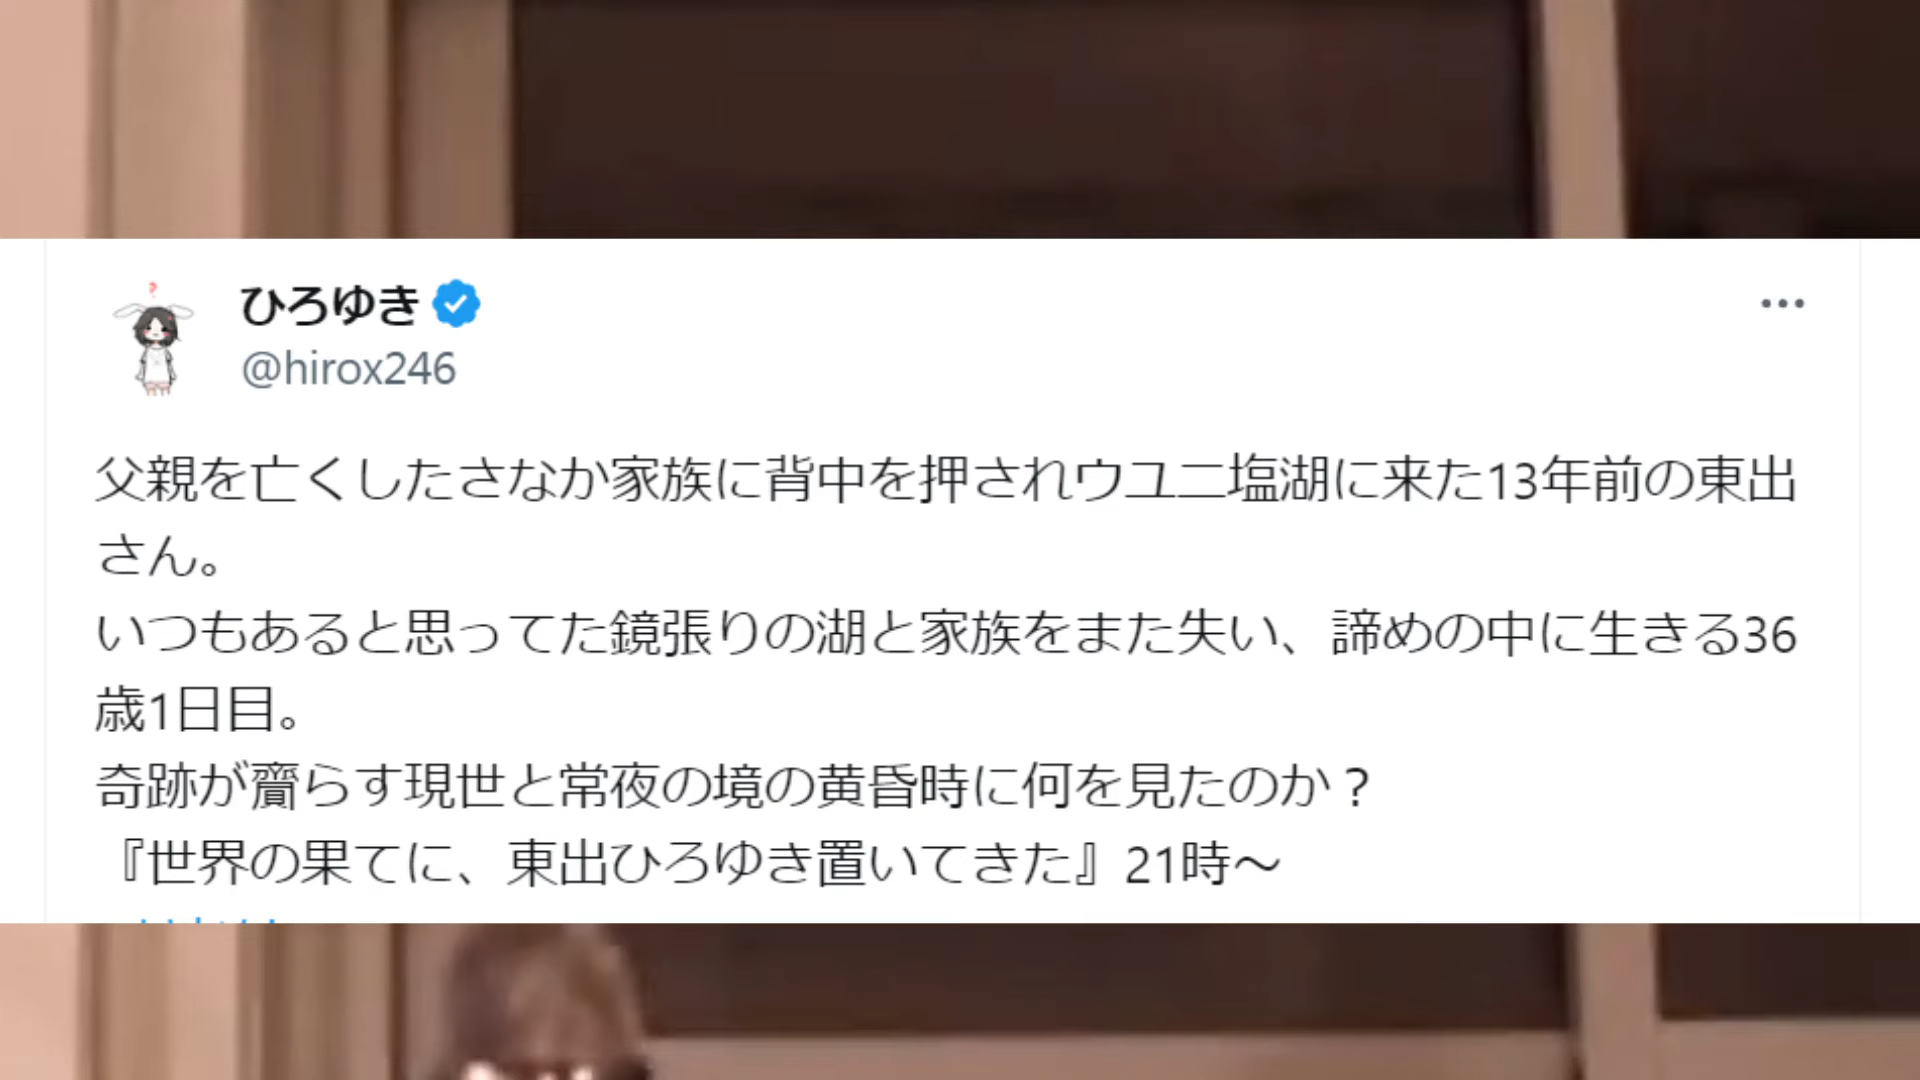 ひろゆき
@hirox246
父親を亡くしたさなか家族に背中を押されウユニ塩湖に来た13年前の東出
さん。
いつもあると思ってた鏡張りの湖と家族をまた失い、諦めの中に生きる36
歳1日目。
奇跡が齎らす現世と常夜の境の黄昏時に何を見たのか？
『世界の果てに、東出ひろゆき置いてきた』21時～